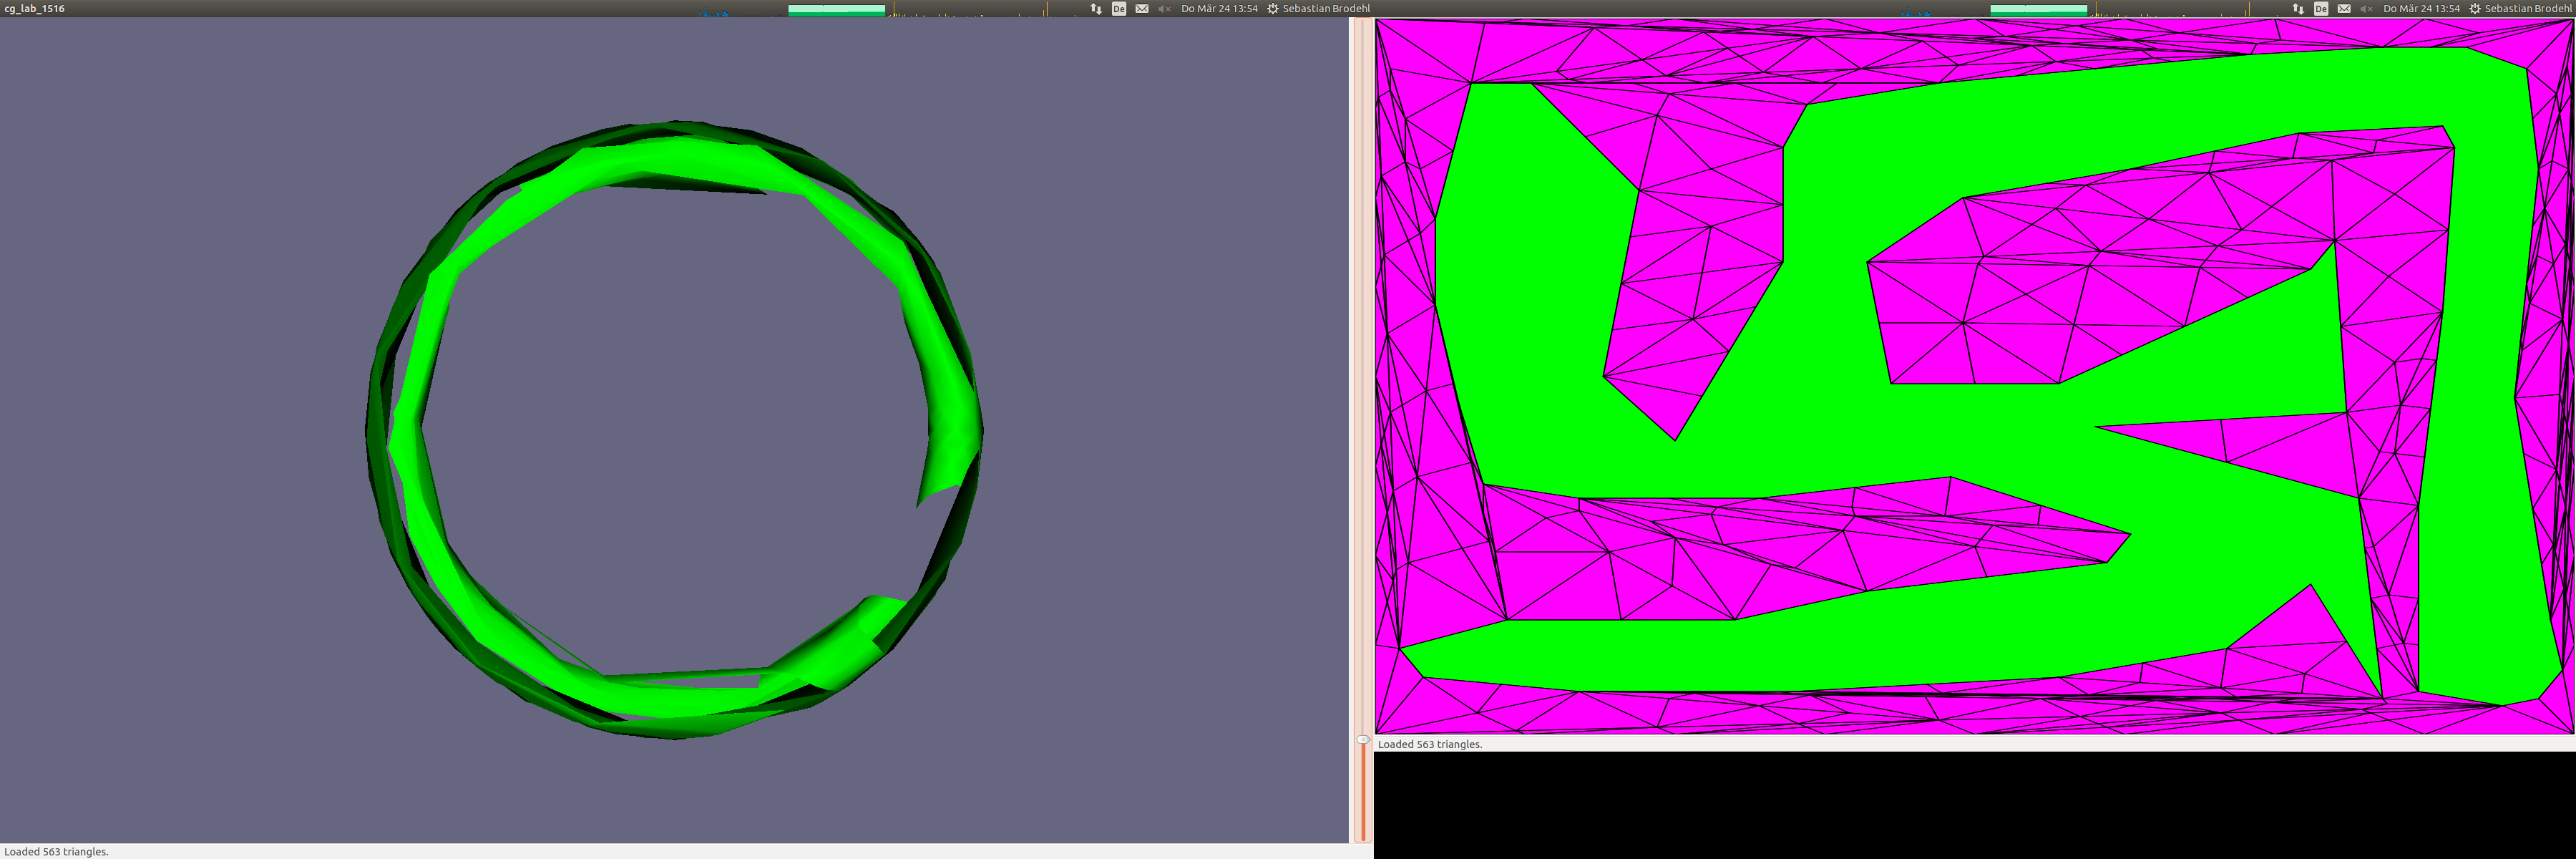 cg_lab_1516
De Do Mär 24 13:54 Sebastian Brodehl
De Do Mär 24 13:54 Sebastian Brodehl
Loaded 563 triangles.
Loaded 563 triangles.